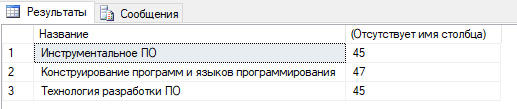 Результаты Сообщения
Название (Отсутствует имя столбца)
1 Инструментальное ПО 45
2 Конструирование программ и языков программирования 47
3 Технология разработки ПО 45